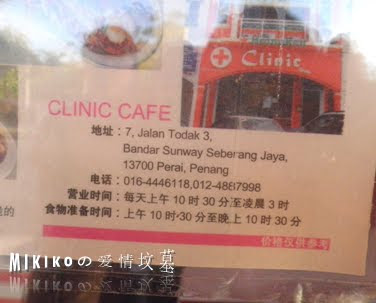 Clinic
CLINIC CAFE
地址：7, Jalan Todak 3,
Bandar Sunway Seberang Jaya,
13700 Perai, Penang
电话：016-4446118,012-4887998
营业时间：每天上午 10 时 30 分至凌晨 3 时
食物准备时间：上午 10 时·30 分至晚上 10 时 30 分
价格仅供参考
MIKIKOの爱情坟墓